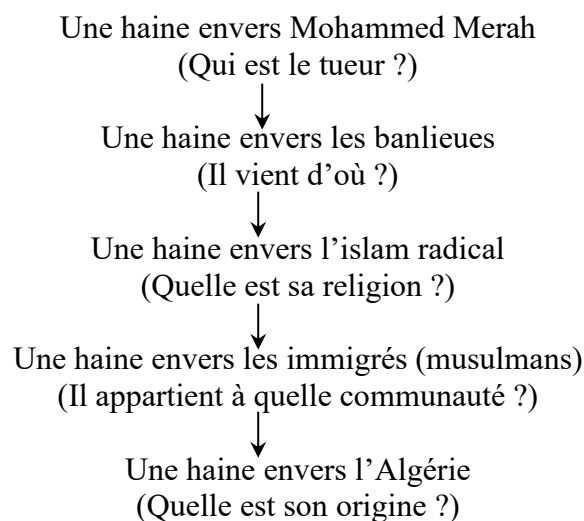 Une haine envers Mohammed Merah
(Qui est le tueur ?)
Une haine envers les banlieues
(Il vient d’où ?)
Une haine envers l’islam radical
(Quelle est sa religion ?)
Une haine envers les immigrés (musulmans)
(Il appartient à quelle communauté ?)
Une haine envers l’Algérie
(Quelle est son origine ?)